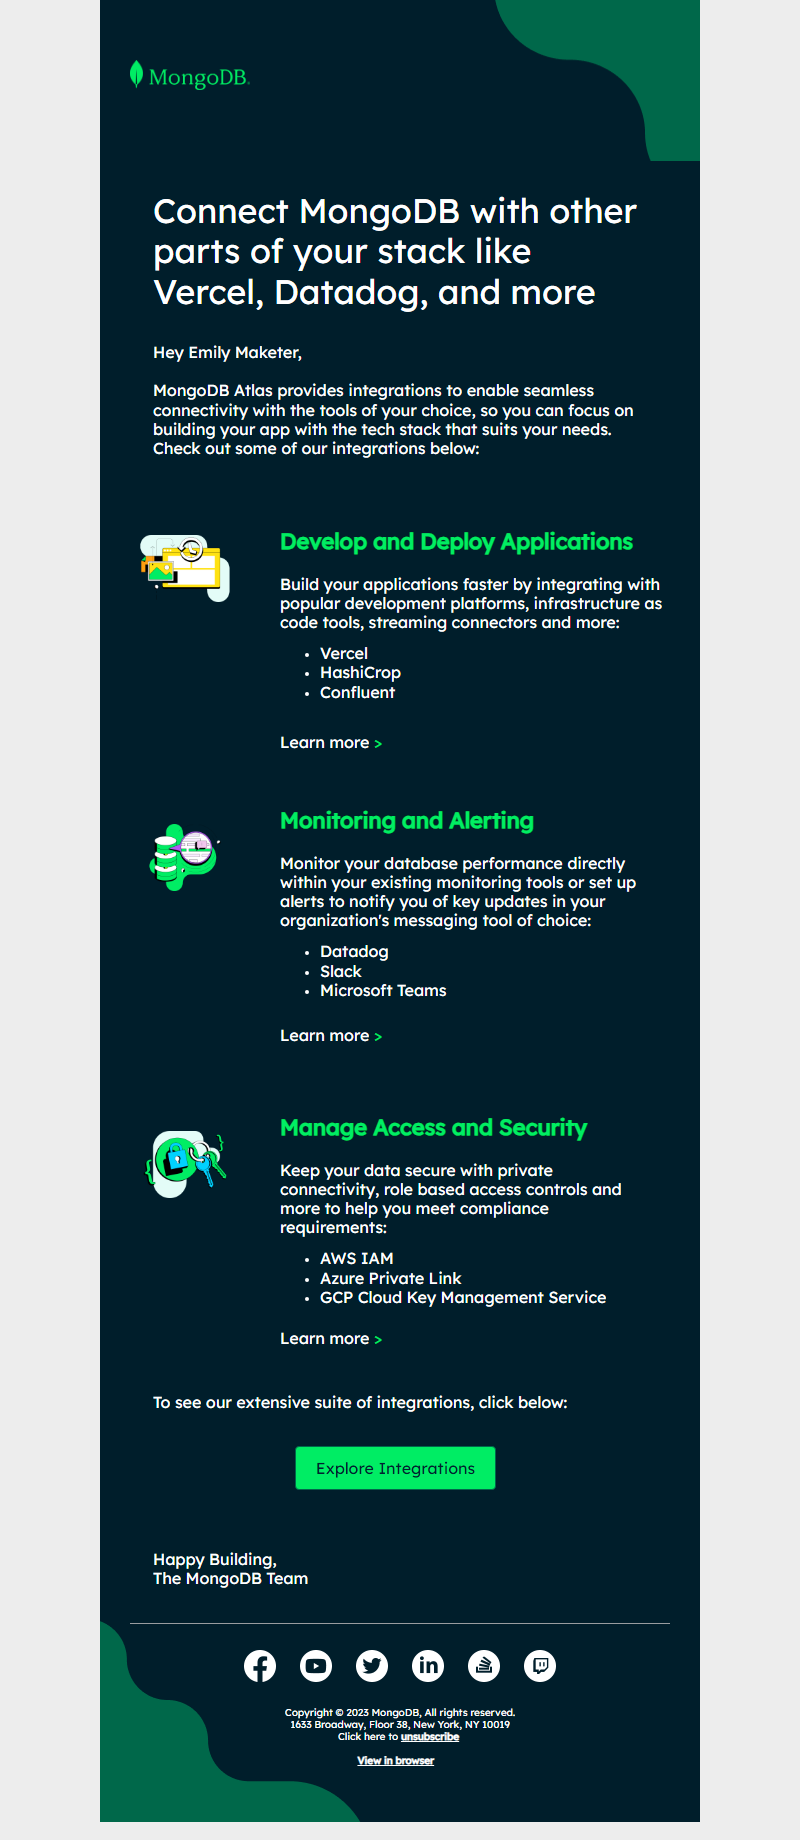 MongoDB.
Connect MongoDB with other
parts of your stack like
Vercel, Datadog, and more
Hey Emily Maketer,
MongoDB Atlas provides integrations to enable seamless
connectivity with the tools of your choice, so you can focus on
building your app with the tech stack that suits your needs.
Check out some of our integrations below:
Develop and Deploy Applications
Build your applications faster by integrating with
popular development platforms, infrastructure as
code tools, streaming connectors and more:
• Vercel
• HashiCrop
• Confluent
Learn more >
Monitoring and Alerting
Monitor your database performance directly
within your existing monitoring tools or set up
alerts to notify you of key updates in your
organization's messaging tool of choice:
• Datadog
• Slack
• Microsoft Teams
Learn more >
Manage Access and Security
Keep your data secure with private
connectivity, role based access controls and
more to help you meet compliance
requirements:
• AWS IAM
• Azure Private Link
• GCP Cloud Key Management Service
Learn more >
To see our extensive suite of integrations, click below:
Explore Integrations
Happy Building,
The MongoDB Team
Copyright © 2023 MongoDB, All rights reserved.
1633 Broadway, Floor 38, New York, NY 10019
Click here to unsubscribe
View in browser